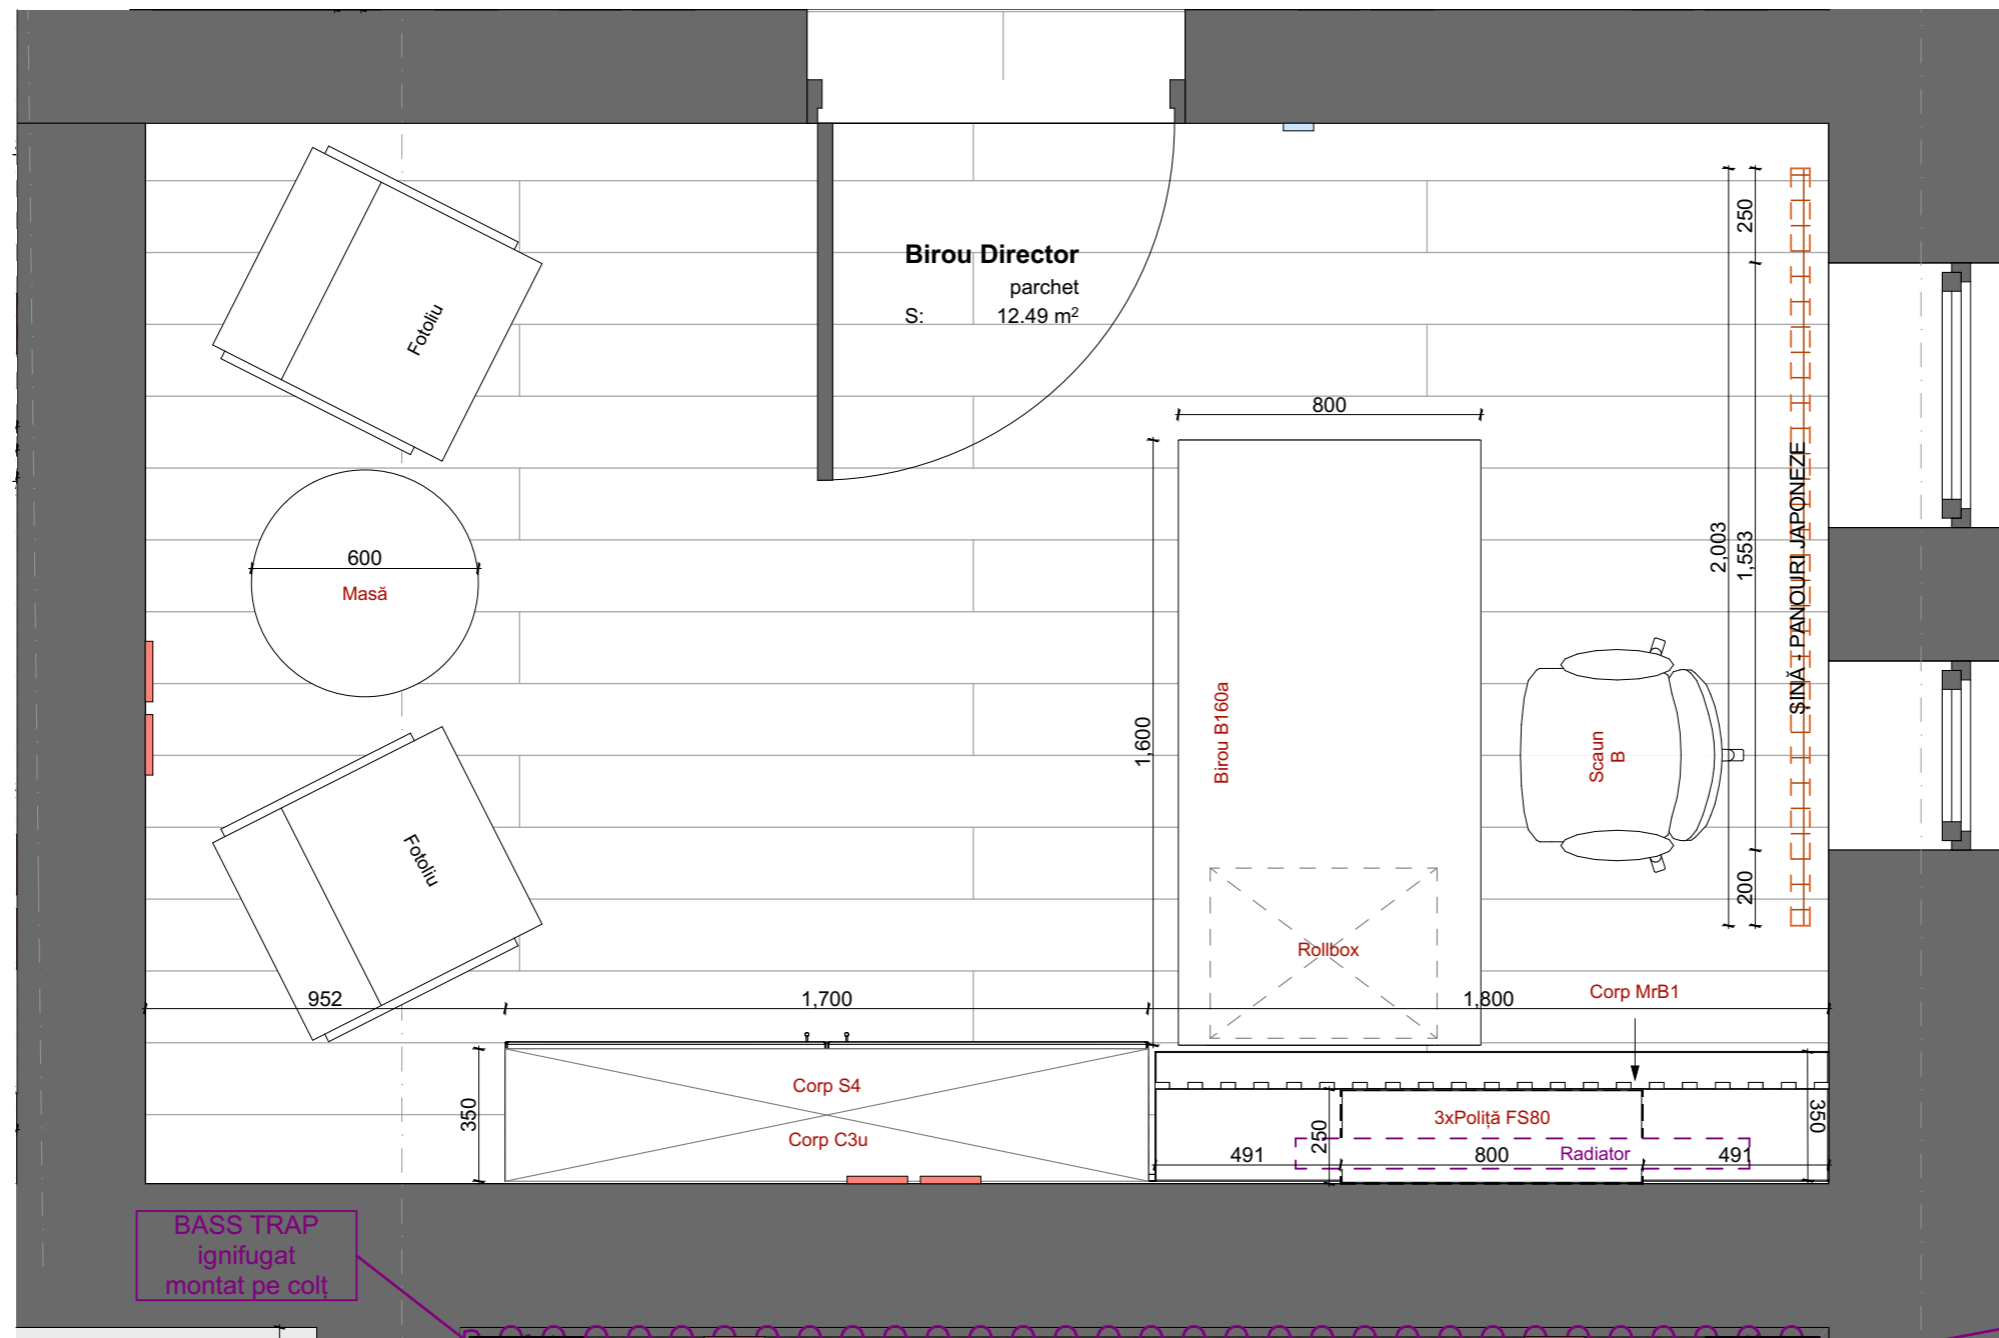 Birou Director
parchet
S: 12.49 m²
Fotoliu
800
250
2,003
1,553
ȘINĂ - PANOURI JAPONEZE
600
Masă
1,600
Birou B160a
Scaun
B
Fotoliu
200
Rollbox
952
1,700
1,800
Corp MrB1
350
Corp S4
Corp C3u
250
3xPoliță FS80
350
491
800
Radiator
491
BASS TRAP
ignifugat
montat pe colț